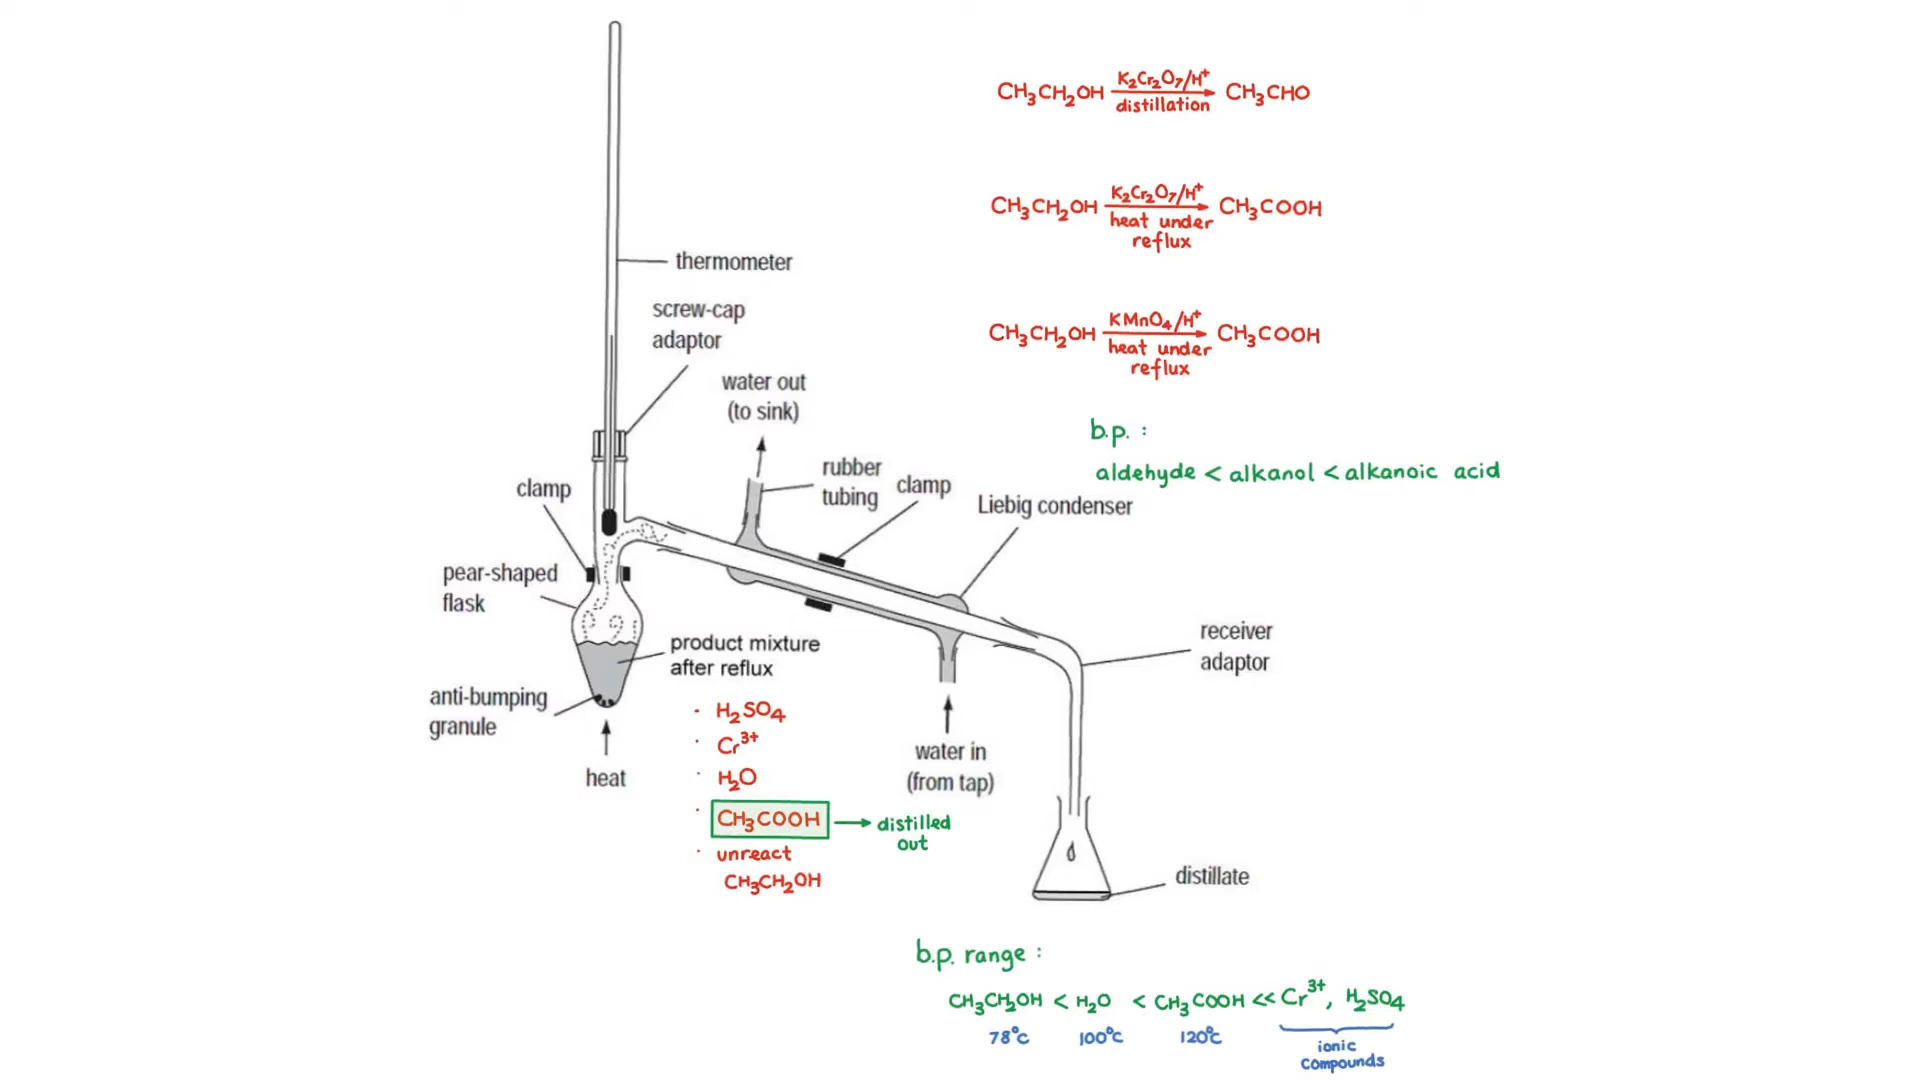 CH₃CH₂OH K₂Cr₂O₇/H⁺ distillation CH₃CHO
CH₃CH₂OH K₂Cr₂O₇/H⁺ heat under reflux CH₃COOH
CH₃CH₂OH KMnO₄/H⁺ heat under reflux CH₃COOH
b.p. :
aldehyde < alkanol < alkanoic acid
thermometer
screw-cap
adaptor
water out
(to sink)
rubber
tubing
clamp
Liebig condenser
clamp
pear-shaped
flask
receiver
adaptor
product mixture
after reflux
anti-bumping
granule
heat
water in
(from tap)
· H₂SO₄
· Cr³⁺
· H₂O
· CH₃COOH → distilled
out
· unreact
CH₃CH₂OH
distillate
b.p. range :
CH₃CH₂OH < H₂O < CH₃COOH << Cr³⁺, H₂SO₄
78°C 100°C 120°C
ionic
compounds